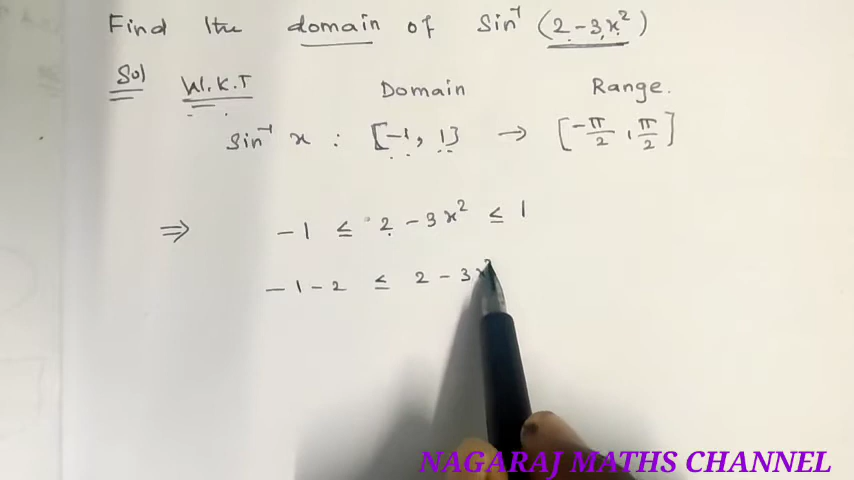 Find the domain of Sin⁻¹ (2-3x²)
Sol W.K.T Domain Range.
Sin⁻¹ x : [-1, 1] → [-π/2, π/2]
⇒ -1 ≤ 2 - 3x² ≤ 1
-1-2 ≤ 2 - 3x²
NAGARAJ MATHS CHANNEL